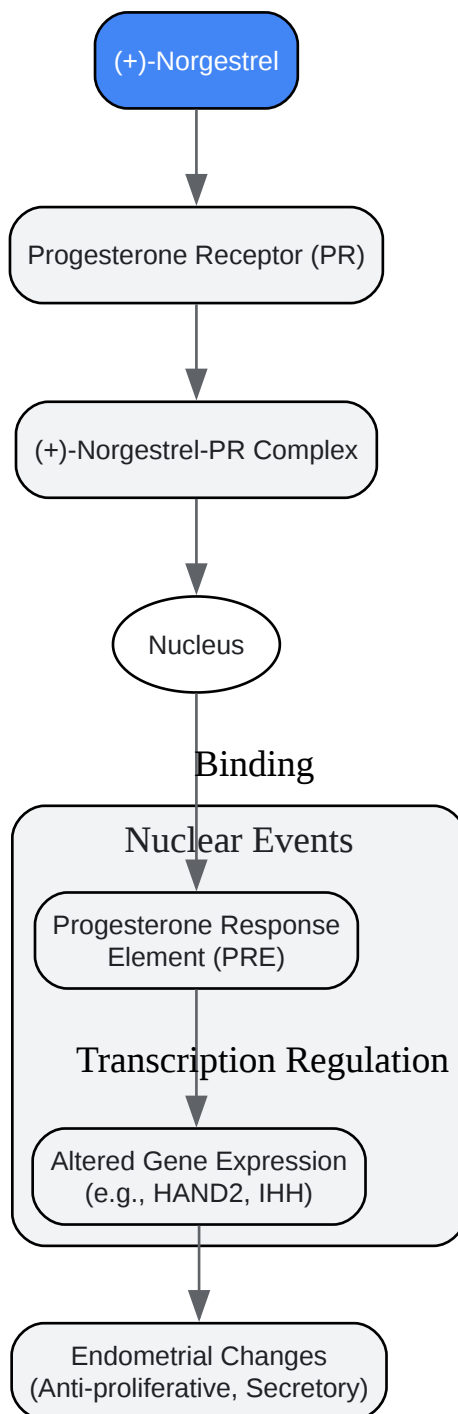 (+)-Norgestrel
Progesterone Receptor (PR)
(+)-Norgestrel-PR Complex
Nucleus
Binding
Nuclear Events
Progesterone Response
Element (PRE)
Transcription Regulation
Altered Gene Expression
(e.g., HAND2, IHH)
Endometrial Changes
(Anti-proliferative, Secretory)